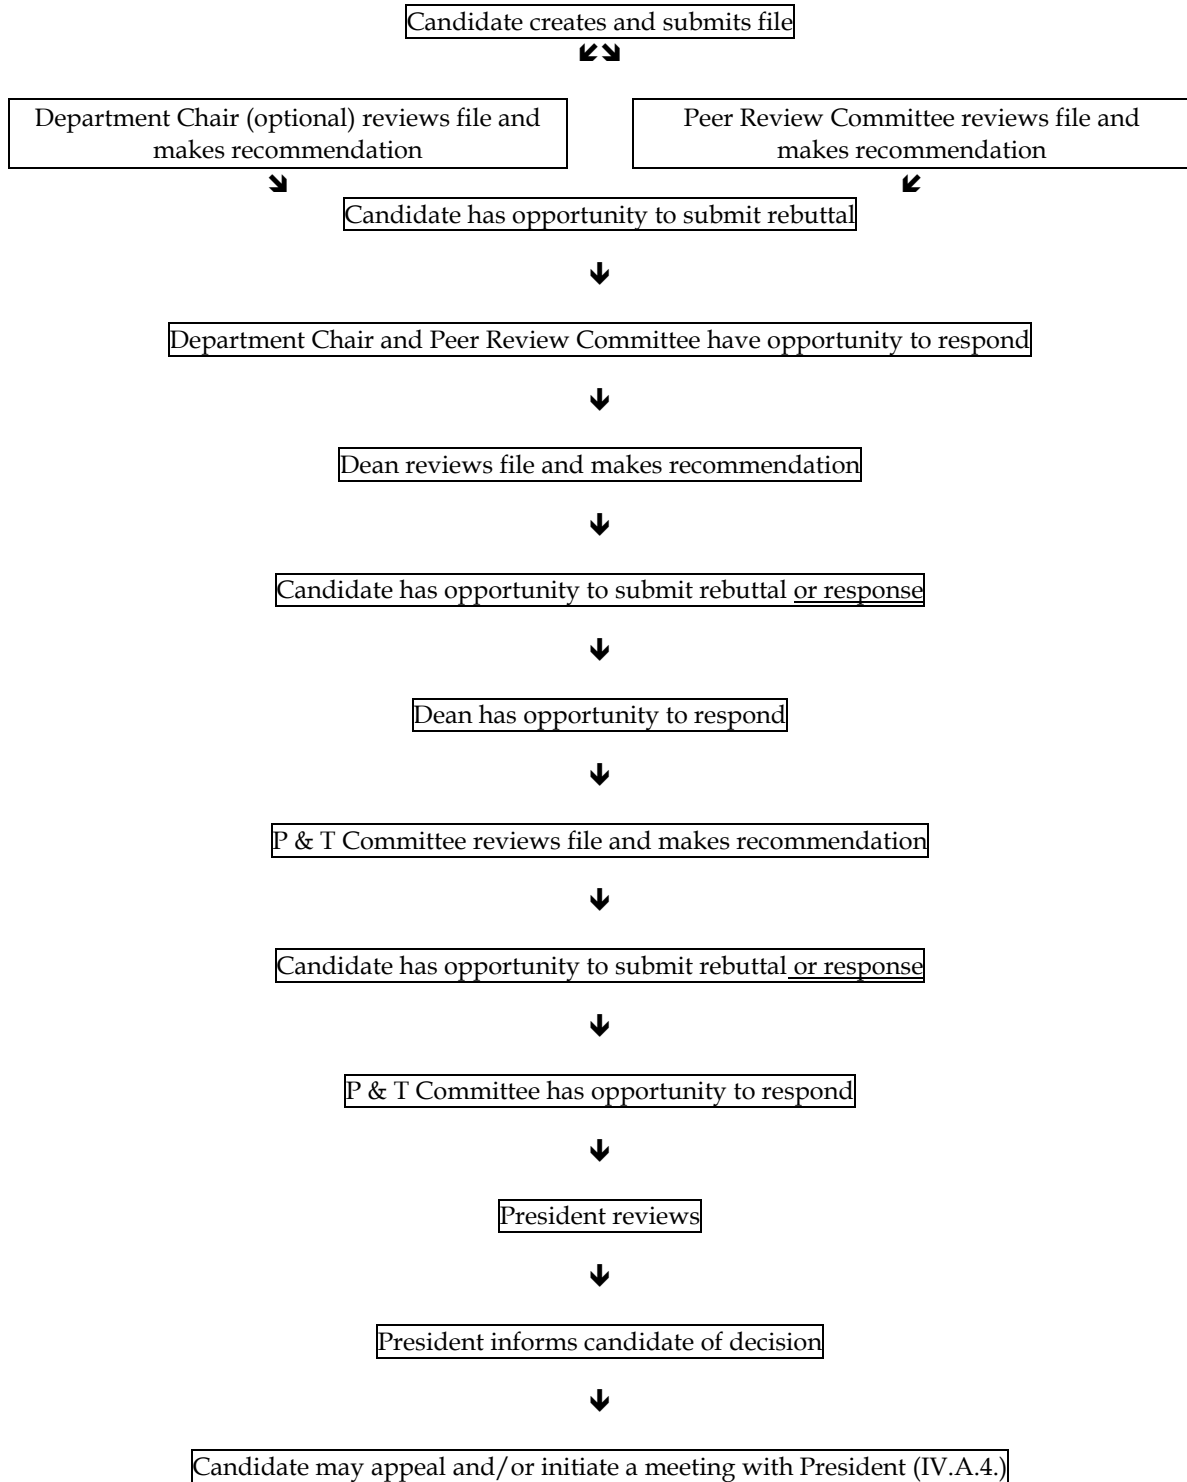 Candidate creates and submits file
Department Chair (optional) reviews file and
makes recommendation
Peer Review Committee reviews file and
makes recommendation
Candidate has opportunity to submit rebuttal
Department Chair and Peer Review Committee have opportunity to respond
Dean reviews file and makes recommendation
Candidate has opportunity to submit rebuttal or response
Dean has opportunity to respond
P & T Committee reviews file and makes recommendation
Candidate has opportunity to submit rebuttal or response
P & T Committee has opportunity to respond
President reviews
President informs candidate of decision
Candidate may appeal and/or initiate a meeting with President (IV.A.4.)